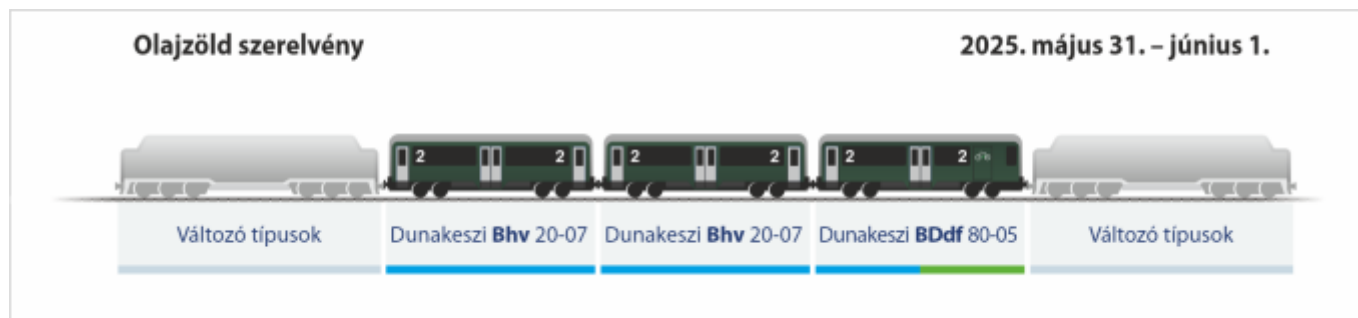 Olajzöld szerelvény
2025. május 31. – június 1.
2 2
2 2
2 2
Változó típusok
Dunakeszi Bhv 20-07
Dunakeszi Bhv 20-07
Dunakeszi BDdf 80-05
Változó típusok